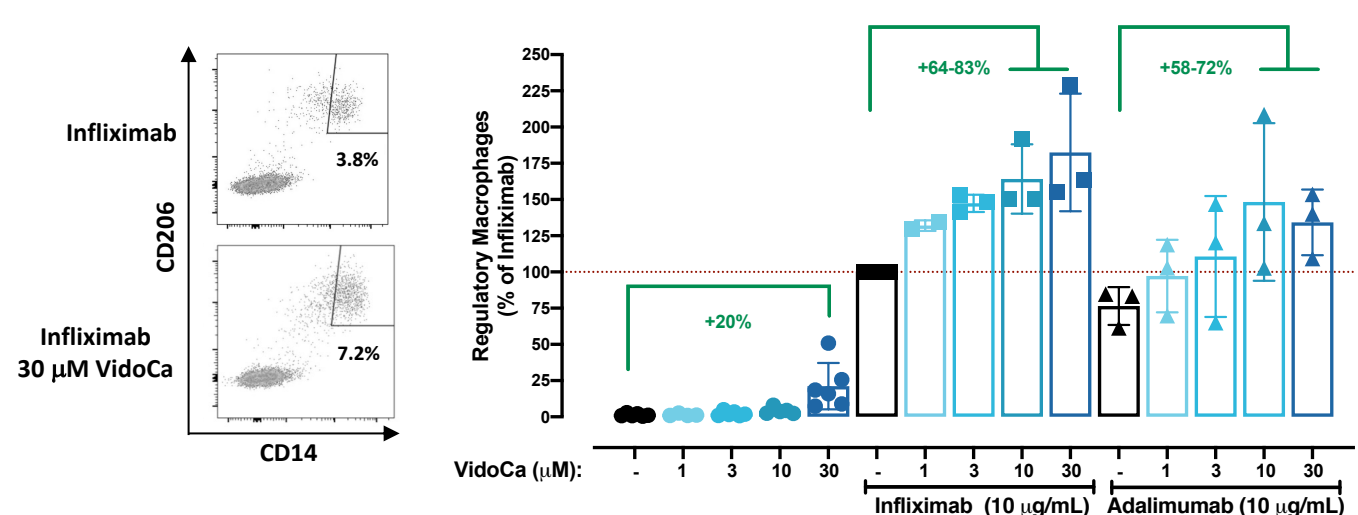 Infliximab
3.8%
CD206
Infliximab
30 μM VidoCa
7.2%
CD14
Regulatory Macrophages
(% of Infliximab)
250
225
200
175
150
125
100
75
50
25
0
+20%
+64-83%
+58-72%
VidoCa (μM): - 1 3 10 30 - 1 3 10 30 - 1 3 10 30
Infliximab (10 μg/mL) Adalimumab (10 μg/mL)